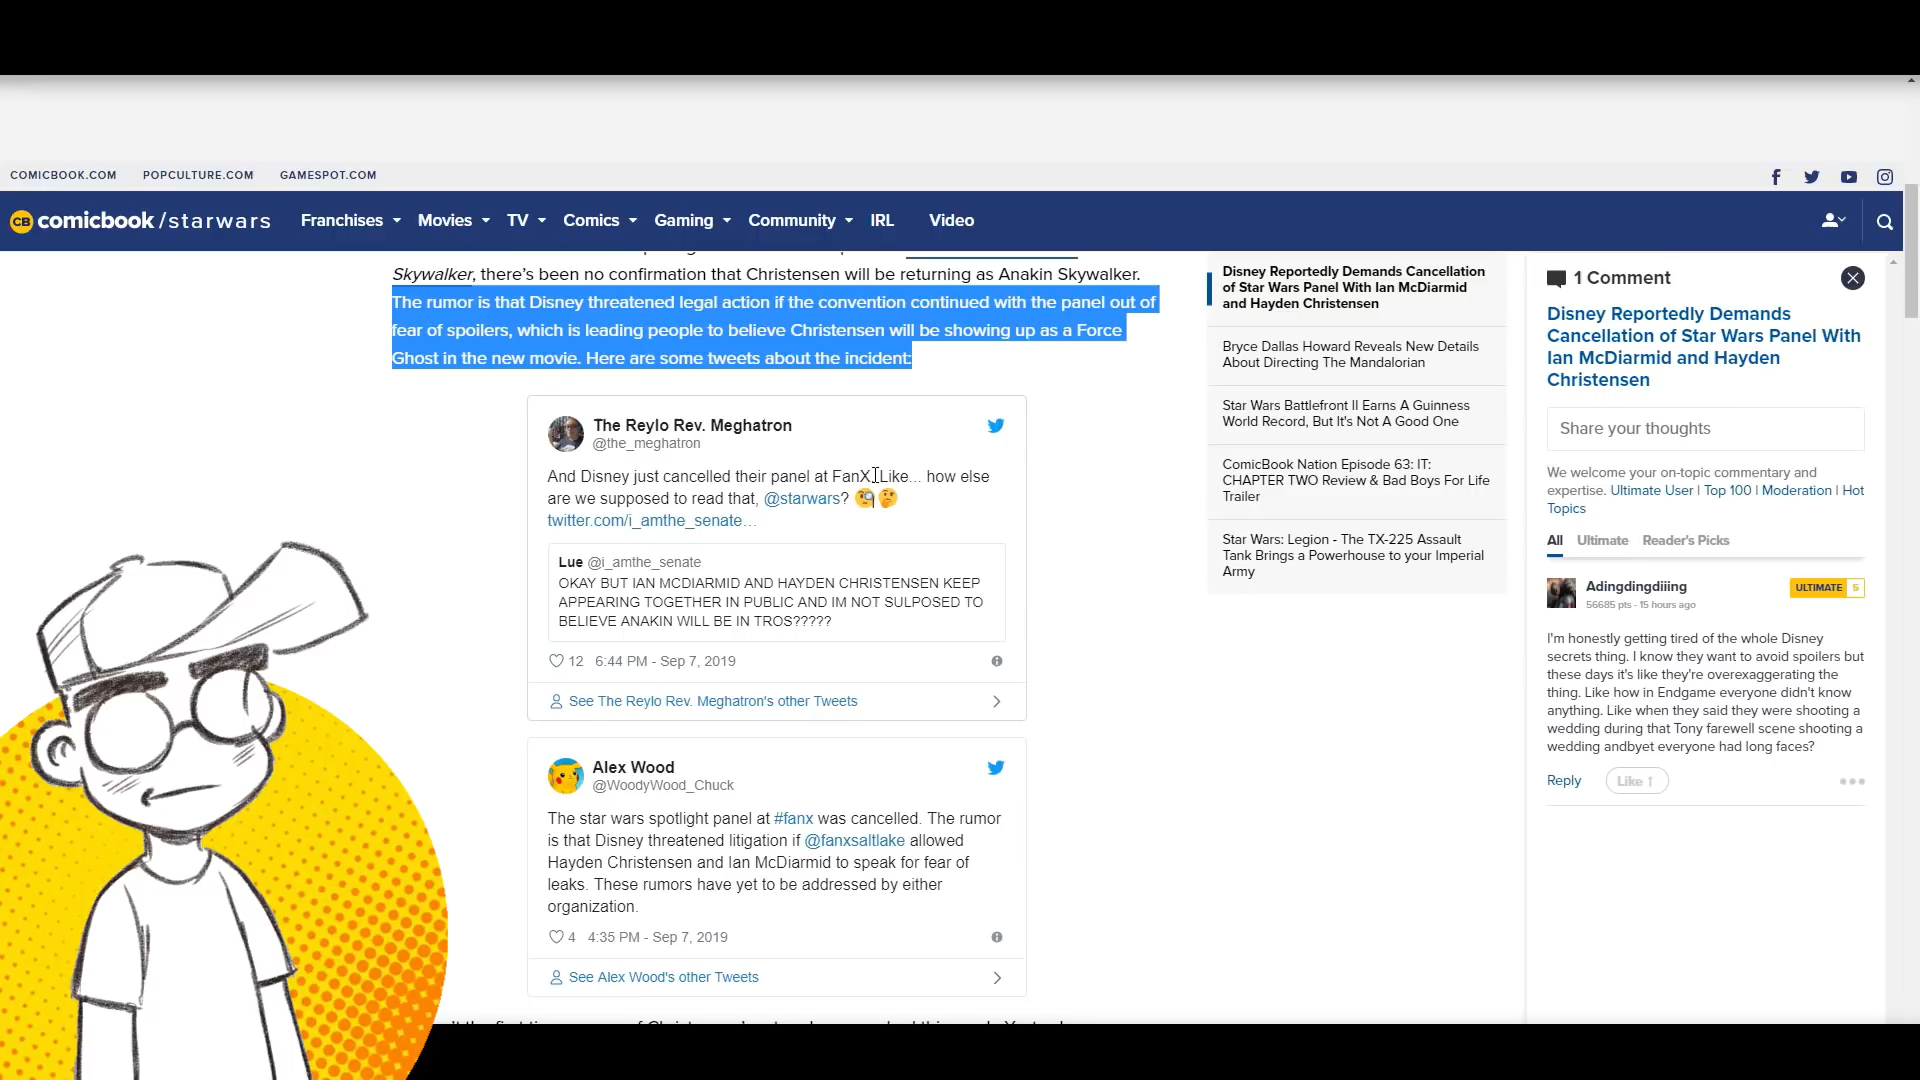 COMICBOOK.COM POPCULTURE.COM GAMESPOT.COM
CB comicbook/starwars Franchises Movies TV Comics Gaming Community IRL Video
Skywalker, there's been no confirmation that Christensen will be returning as Anakin Skywalker.
The rumor is that Disney threatened legal action if the convention continued with the panel out of
fear of spoilers, which is leading people to believe Christensen will be showing up as a Force
Ghost in the new movie. Here are some tweets about the incident:
The Reylo Rev. Meghatron
@the_meghatron
And Disney just cancelled their panel at FanX. Like... how else
are we supposed to read that, @starwars? 🧐🤔
twitter.com/i_amthe_senate…
Lue @i_amthe_senate
OKAY BUT IAN MCDIARMID AND HAYDEN CHRISTENSEN KEEP
APPEARING TOGETHER IN PUBLIC AND IM NOT SULPOSED TO
BELIEVE ANAKIN WILL BE IN TROS?????
12 6:44 PM - Sep 7, 2019
See The Reylo Rev. Meghatron's other Tweets
Alex Wood
@WoodyWood_Chuck
The star wars spotlight panel at #fanx was cancelled. The rumor
is that Disney threatened litigation if @fanxsaltlake allowed
Hayden Christensen and Ian McDiarmid to speak for fear of
leaks. These rumors have yet to be addressed by either
organization.
4 4:35 PM - Sep 7, 2019
See Alex Wood's other Tweets
Disney Reportedly Demands Cancellation
of Star Wars Panel With Ian McDiarmid
and Hayden Christensen
Bryce Dallas Howard Reveals New Details
About Directing The Mandalorian
Star Wars Battlefront II Earns A Guinness
World Record, But It's Not A Good One
ComicBook Nation Episode 63: IT:
CHAPTER TWO Review & Bad Boys For Life
Trailer
Star Wars: Legion - The TX-225 Assault
Tank Brings a Powerhouse to your Imperial
Army
1 Comment
Disney Reportedly Demands
Cancellation of Star Wars Panel With
Ian McDiarmid and Hayden
Christensen
Share your thoughts
We welcome your on-topic commentary and
expertise. Ultimate User | Top 100 | Moderation | Hot
Topics
All Ultimate Reader's Picks
Adingdingdiiing ULTIMATE 5
56685 pts - 15 hours ago
I'm honestly getting tired of the whole Disney
secrets thing. I know they want to avoid spoilers but
these days it's like they're overexaggerating the
thing. Like how in Endgame everyone didn't know
anything. Like when they said they were shooting a
wedding during that Tony farewell scene shooting a
wedding andbyet everyone had long faces?
Reply Like ↑